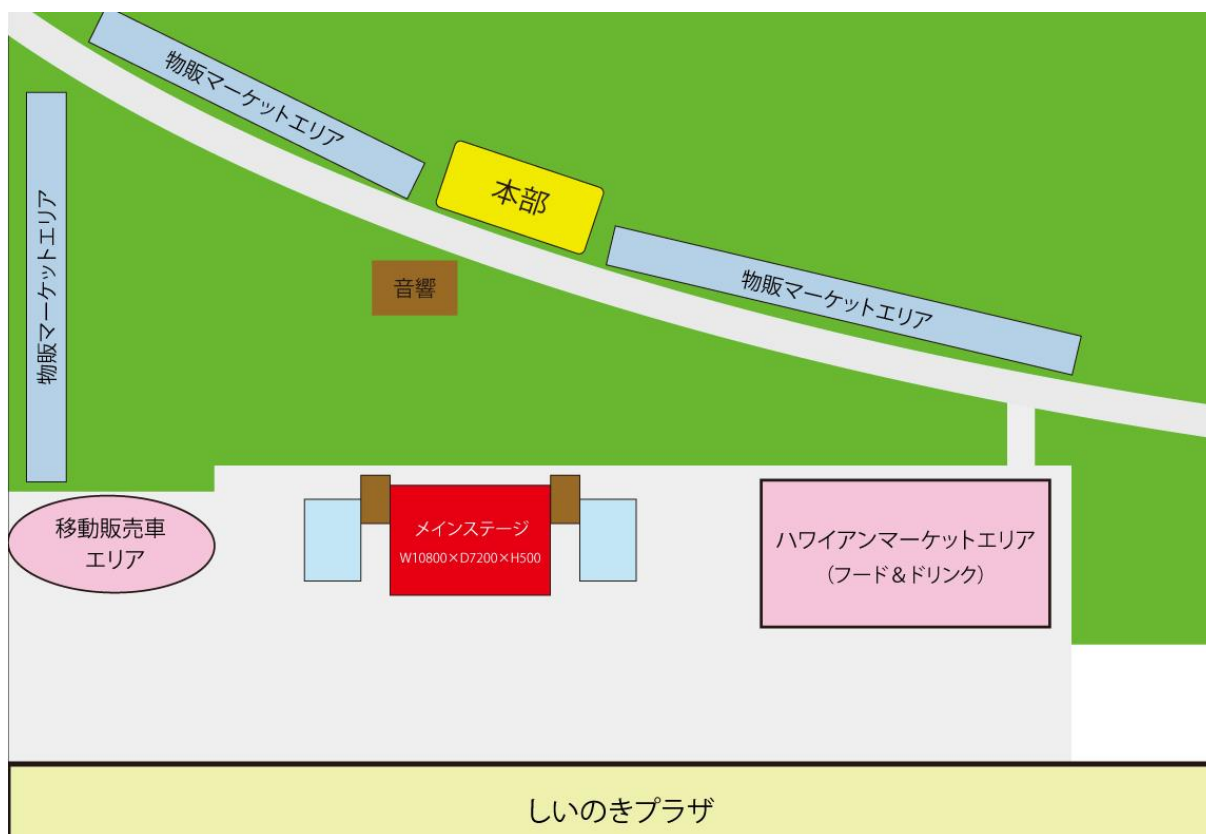 物販マーケットエリア
本部
物販マーケットエリア
物販マーケットエリア
音響
移動販売車
エリア
メインステージ
W10800×D7200×H500
ハワイアンマーケットエリア
（フード＆ドリンク）
しいのきプラザ